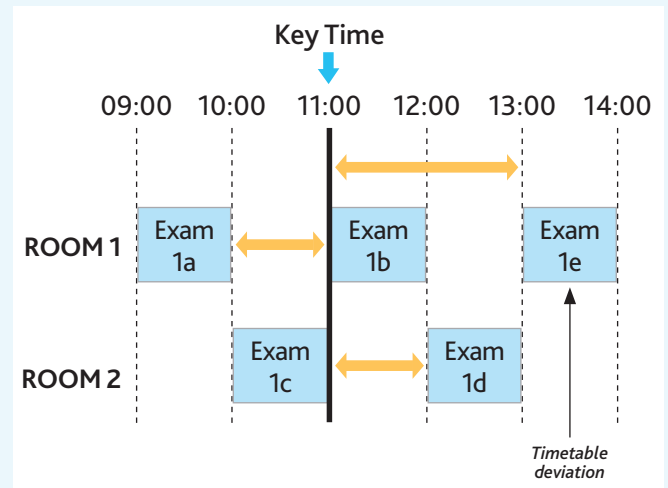 Key Time
09:00 10:00 11:00 12:00 13:00 14:00
ROOM 1
Exam
1a
Exam
1b
Exam
1e
ROOM 2
Exam
1c
Exam
1d
Timetable
deviation